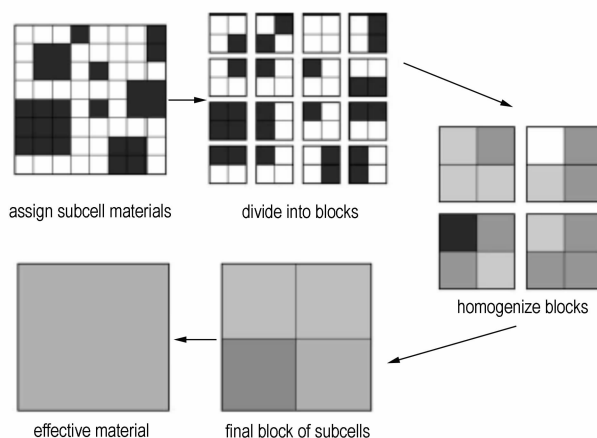 assign subcell materials
divide into blocks
homogenize blocks
effective material
final block of subcells